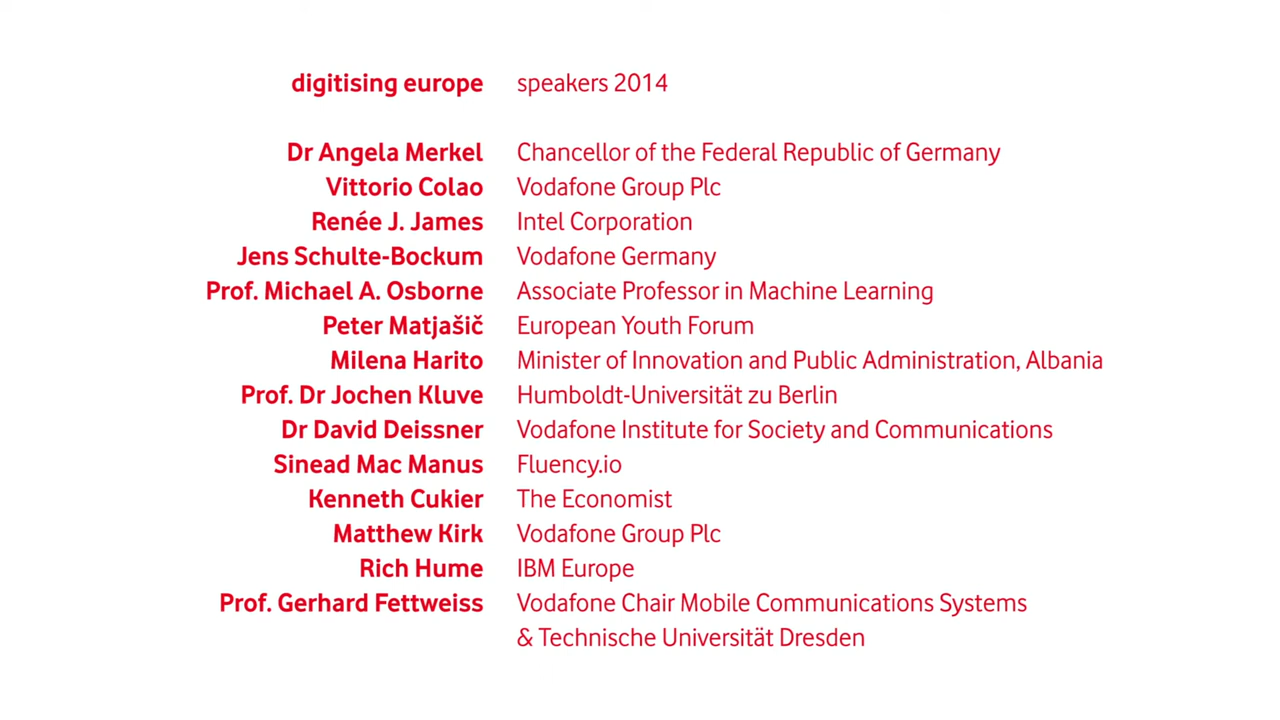 digitising europe speakers 2014
Dr Angela Merkel Chancellor of the Federal Republic of Germany
Vittorio Colao Vodafone Group Plc
Renée J. James Intel Corporation
Jens Schulte-Bockum Vodafone Germany
Prof. Michael A. Osborne Associate Professor in Machine Learning
Peter Matjašič European Youth Forum
Milena Harito Minister of Innovation and Public Administration, Albania
Prof. Dr Jochen Kluve Humboldt-Universität zu Berlin
Dr David Deissner Vodafone Institute for Society and Communications
Sinead Mac Manus Fluency.io
Kenneth Cukier The Economist
Matthew Kirk Vodafone Group Plc
Rich Hume IBM Europe
Prof. Gerhard Fettweiss Vodafone Chair Mobile Communications Systems
& Technische Universität Dresden